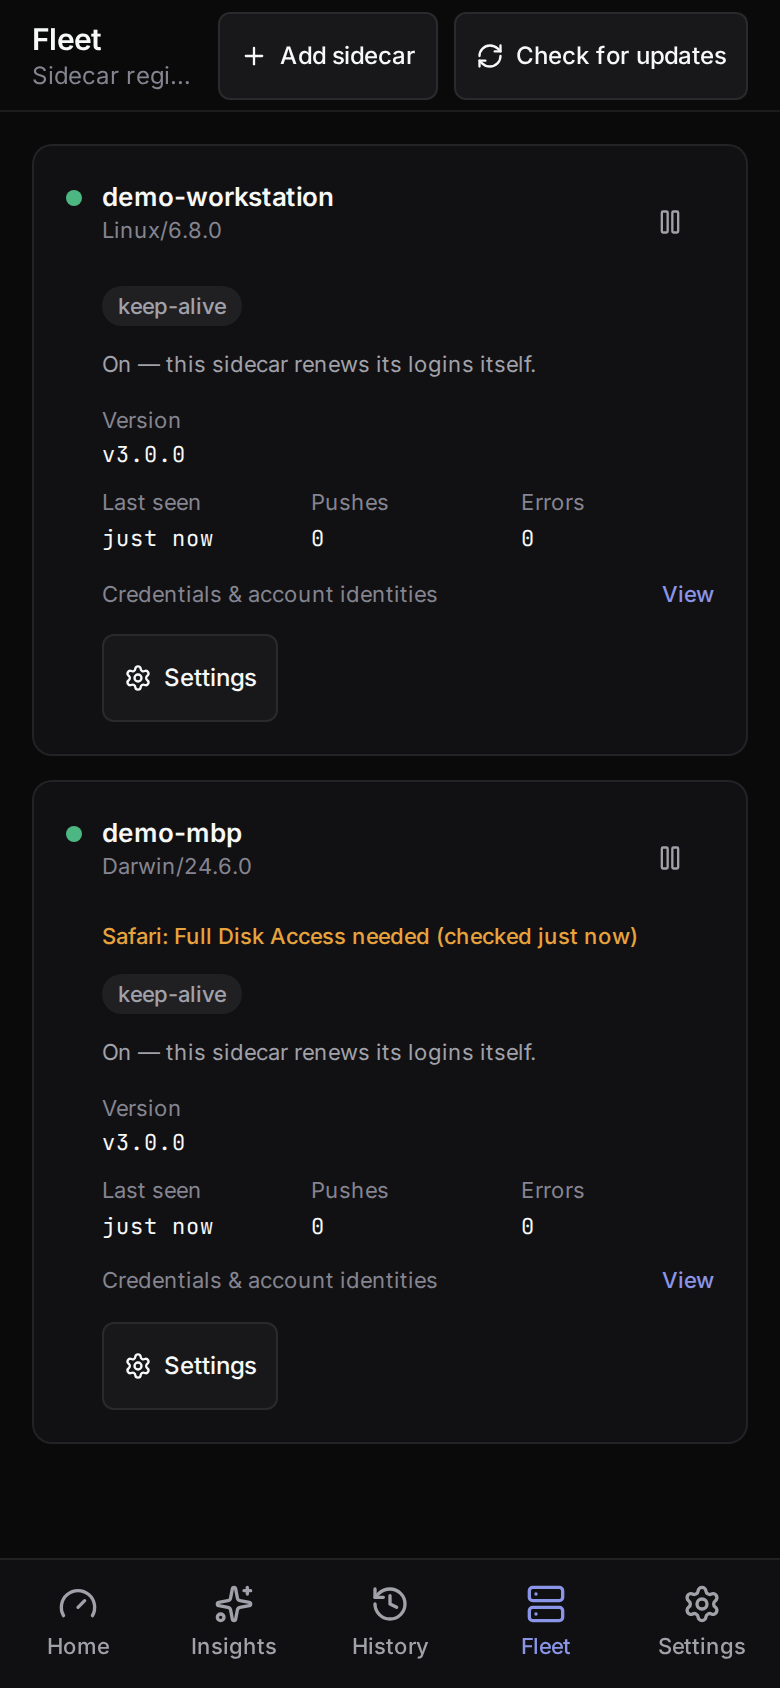 Fleet
Sidecar regi...
Add sidecar
Check for updates
demo-workstation
Linux/6.8.0
keep-alive
On — this sidecar renews its logins itself.
Version
v3.0.0
Last seen Pushes Errors
just now 0 0
Credentials & account identities View
Settings
demo-mbp
Darwin/24.6.0
Safari: Full Disk Access needed (checked just now)
keep-alive
On — this sidecar renews its logins itself.
Version
v3.0.0
Last seen Pushes Errors
just now 0 0
Credentials & account identities View
Settings
Home Insights History Fleet Settings